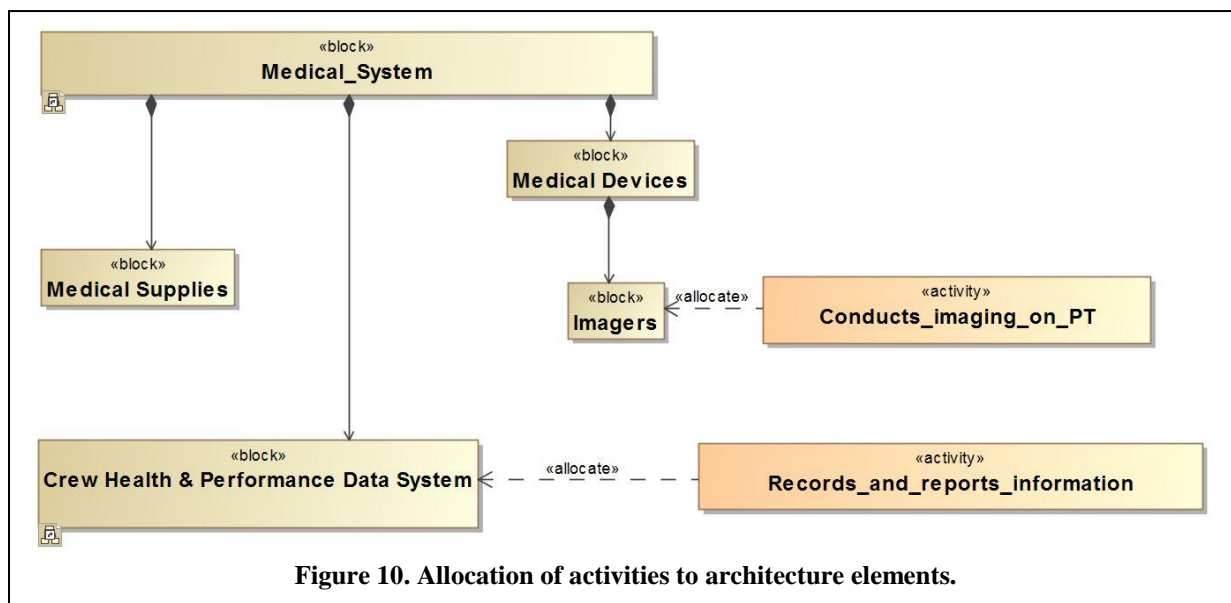 «block»
Medical_System
«block»
Medical Devices
«block»
Medical Supplies
«block»
Imagers
«allocate»
«activity»
Conducts_imaging_on_PT
«block»
Crew Health & Performance Data System
«allocate»
«activity»
Records_and_reports_information
Figure 10. Allocation of activities to architecture elements.